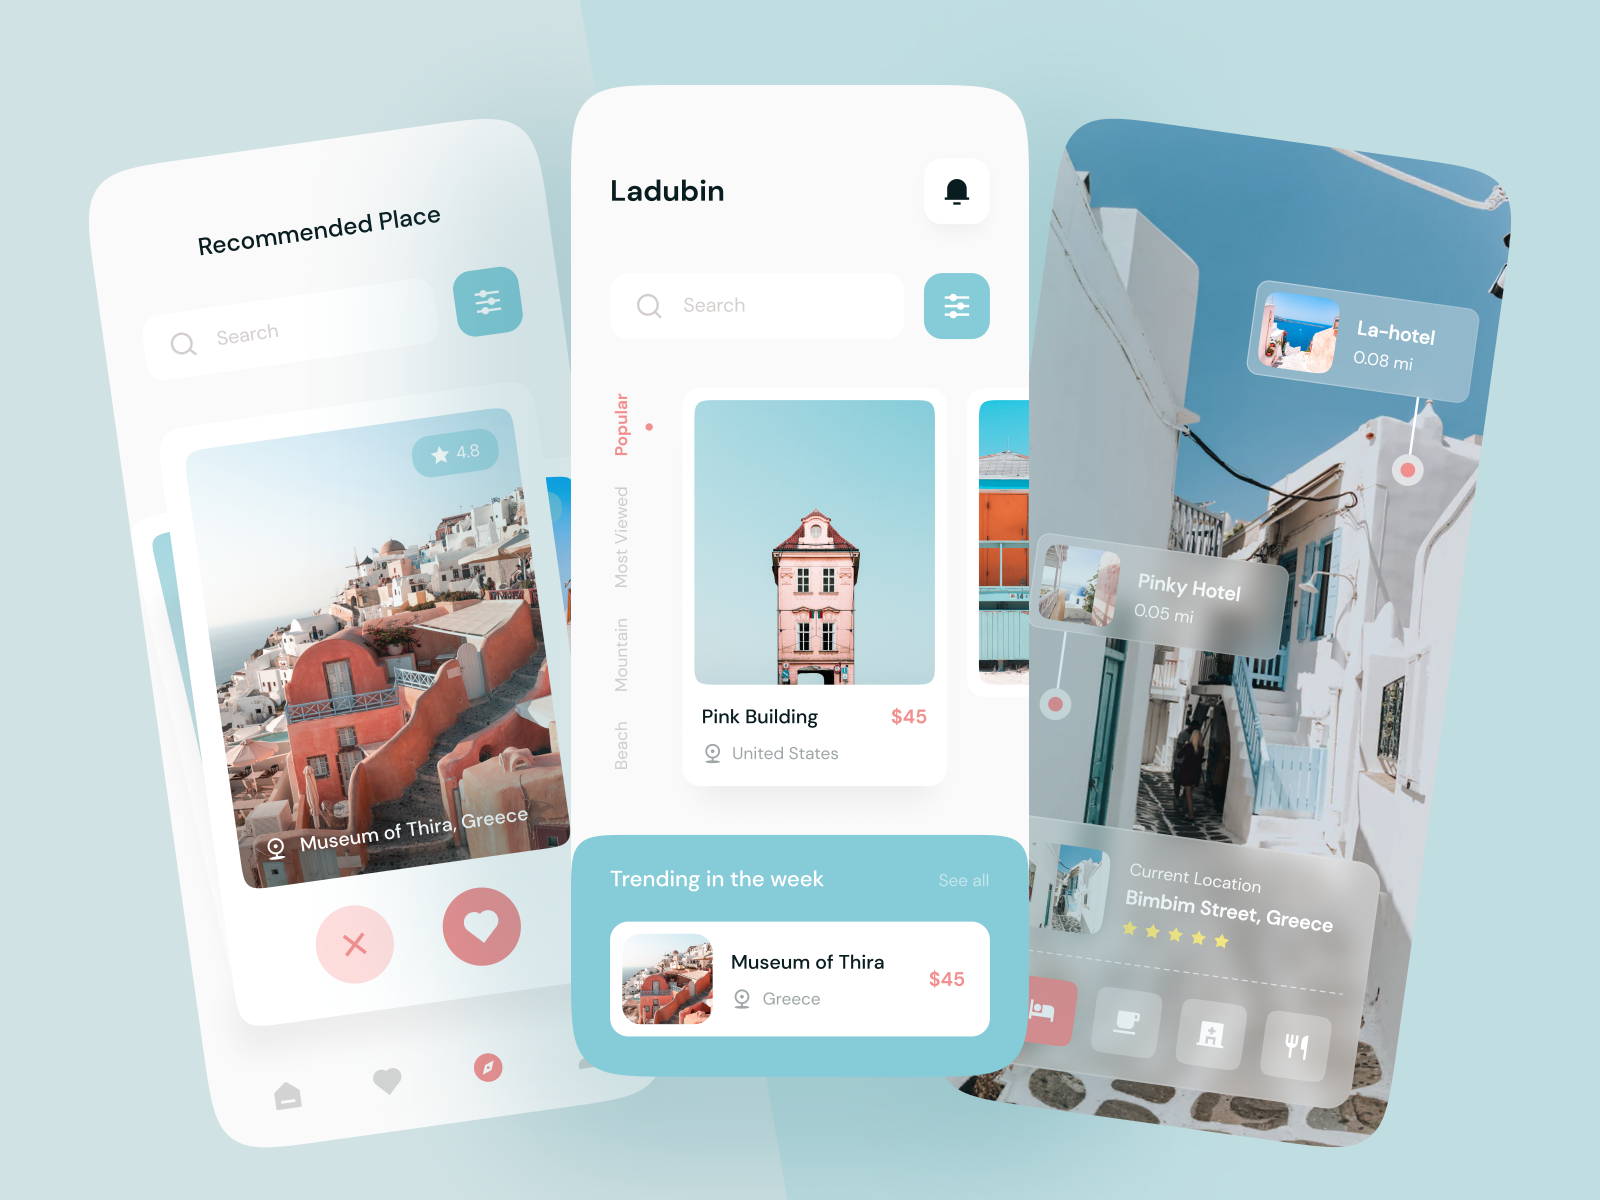 Recommended Place
Search
4.8
Museum of Thira, Greece
Ladubin
Search
Popular
Most Viewed
Mountain
Beach
Pink Building
$45
United States
Trending in the week
See all
Museum of Thira
$45
Greece
La-hotel
0.08 mi
Pinky Hotel
0.05 mi
Current Location
Bimbim Street, Greece